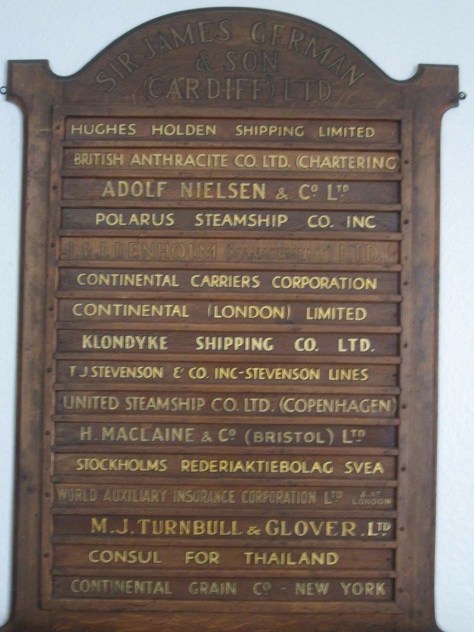 SIR JAMES GERMAN
& SON
(CARDIFF) LTD
HUGHES HOLDEN SHIPPING LIMITED
BRITISH ANTHRACITE CO. LTD. (CHARTERING
ADOLF NIELSEN & Cº LTD
POLARUS STEAMSHIP CO. INC
DENHOLM LTD.
CONTINENTAL CARRIERS CORPORATION
CONTINENTAL (LONDON) LIMITED
KLONDYKE SHIPPING CO. LTD.
T.J. STEVENSON & CO. INC-STEVENSON LINES
UNITED STEAMSHIP CO. LTD. (COPENHAGEN)
H. MACLAINE & Cº (BRISTOL) LTD
STOCKHOLMS REDERIAKTIEBOLAG SVEA
WORLD AUXILIARY INSURANCE CORPORATION LTD LONDON
M.J. TURNBULL & GLOVER. LTD
CONSUL FOR THAILAND
CONTINENTAL GRAIN Cº - NEW YORK